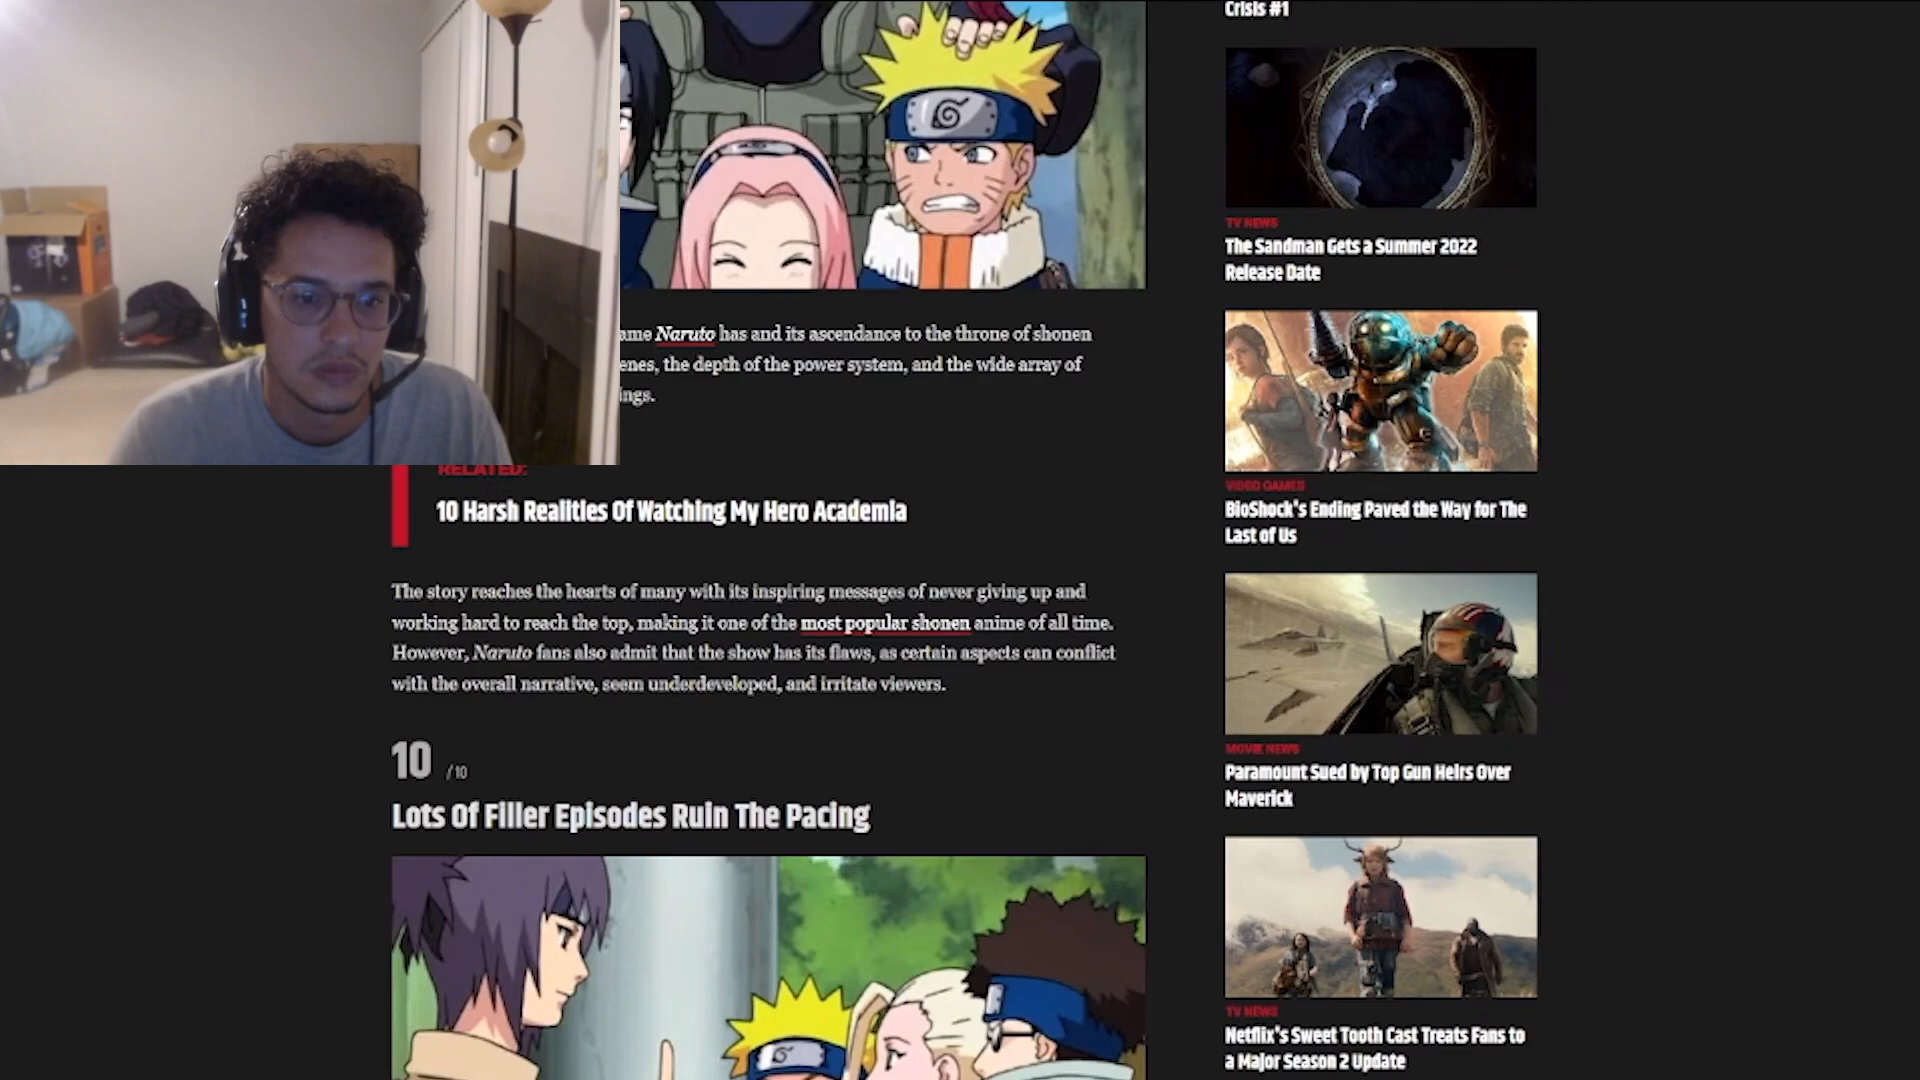 ame Naruto has and its ascendance to the throne of shonen
enes, the depth of the power system, and the wide array of
ings.
RELATED:
10 Harsh Realities Of Watching My Hero Academia
The story reaches the hearts of many with its inspiring messages of never giving up and
working hard to reach the top, making it one of the most popular shonen anime of all time.
However, Naruto fans also admit that the show has its flaws, as certain aspects can conflict
with the overall narrative, seem underdeveloped, and irritate viewers.
10 /10
Lots Of Filler Episodes Ruin The Pacing
Crisis #1
TV NEWS
The Sandman Gets a Summer 2022
Release Date
VIDEO GAMES
BioShock's Ending Paved the Way for The
Last of Us
MOVIE NEWS
Paramount Sued by Top Gun Heirs Over
Maverick
TV NEWS
Netflix's Sweet Tooth Cast Treats Fans to
a Major Season 2 Update